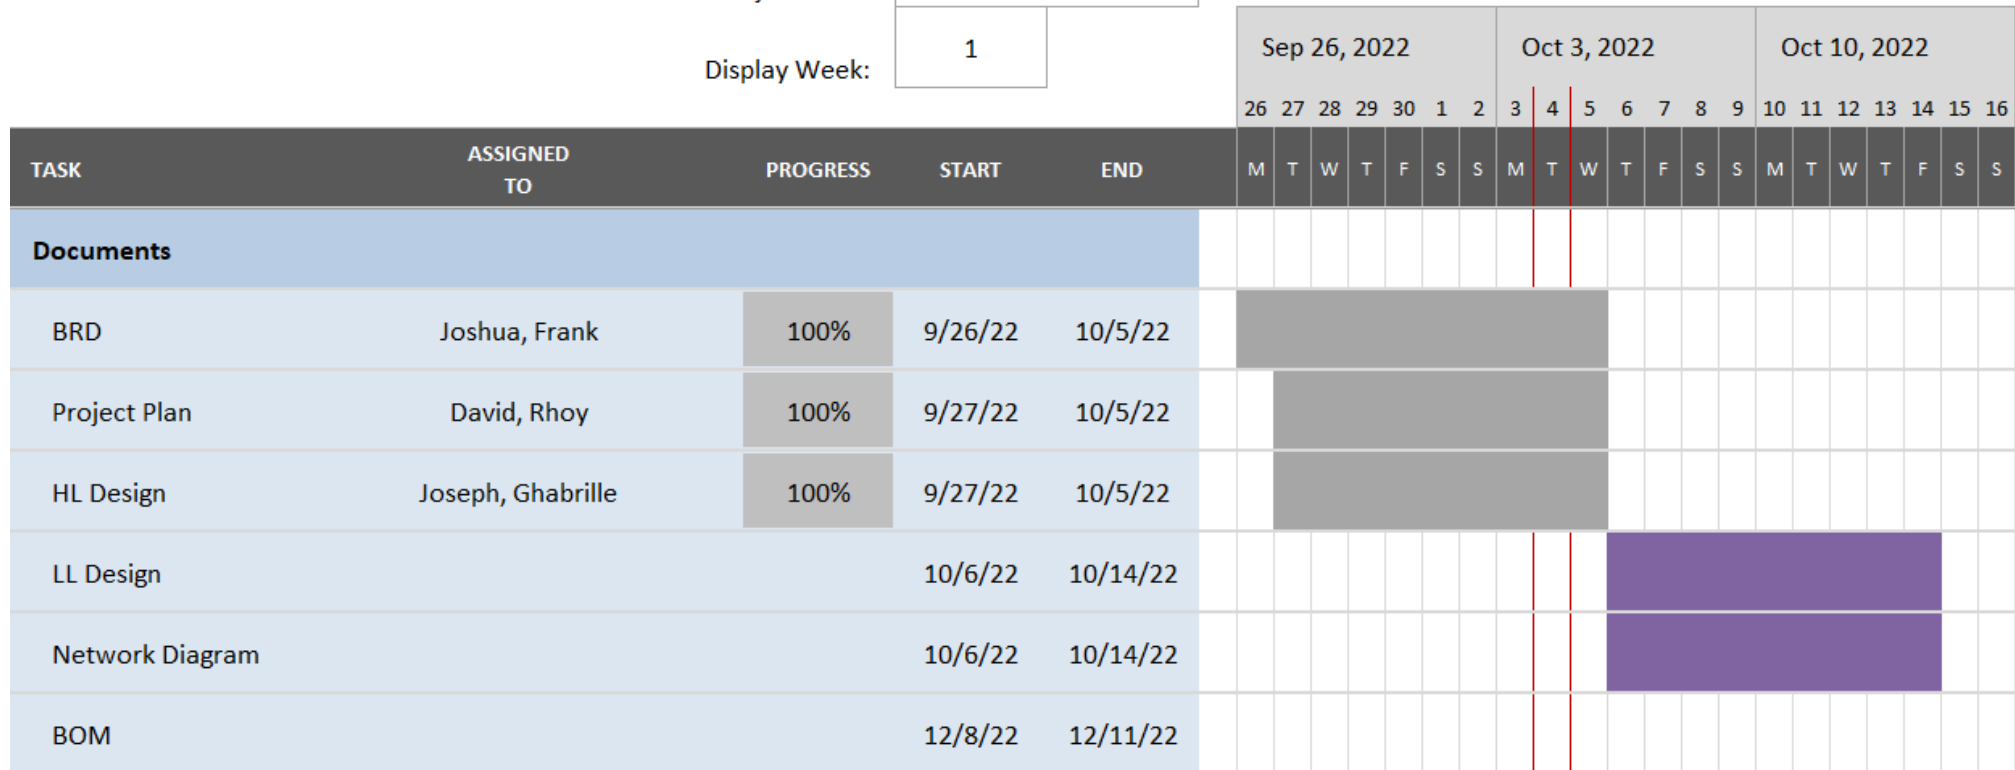 Display Week: 1
Sep 26, 2022 Oct 3, 2022 Oct 10, 2022
26 27 28 29 30 1 2 3 4 5 6 7 8 9 10 11 12 13 14 15 16
TASK ASSIGNED TO PROGRESS START END M T W T F S S M T W T F S S M T W T F S S
Documents
BRD Joshua, Frank 100% 9/26/22 10/5/22
Project Plan David, Rhoy 100% 9/27/22 10/5/22
HL Design Joseph, Ghabrille 100% 9/27/22 10/5/22
LL Design 10/6/22 10/14/22
Network Diagram 10/6/22 10/14/22
BOM 12/8/22 12/11/22